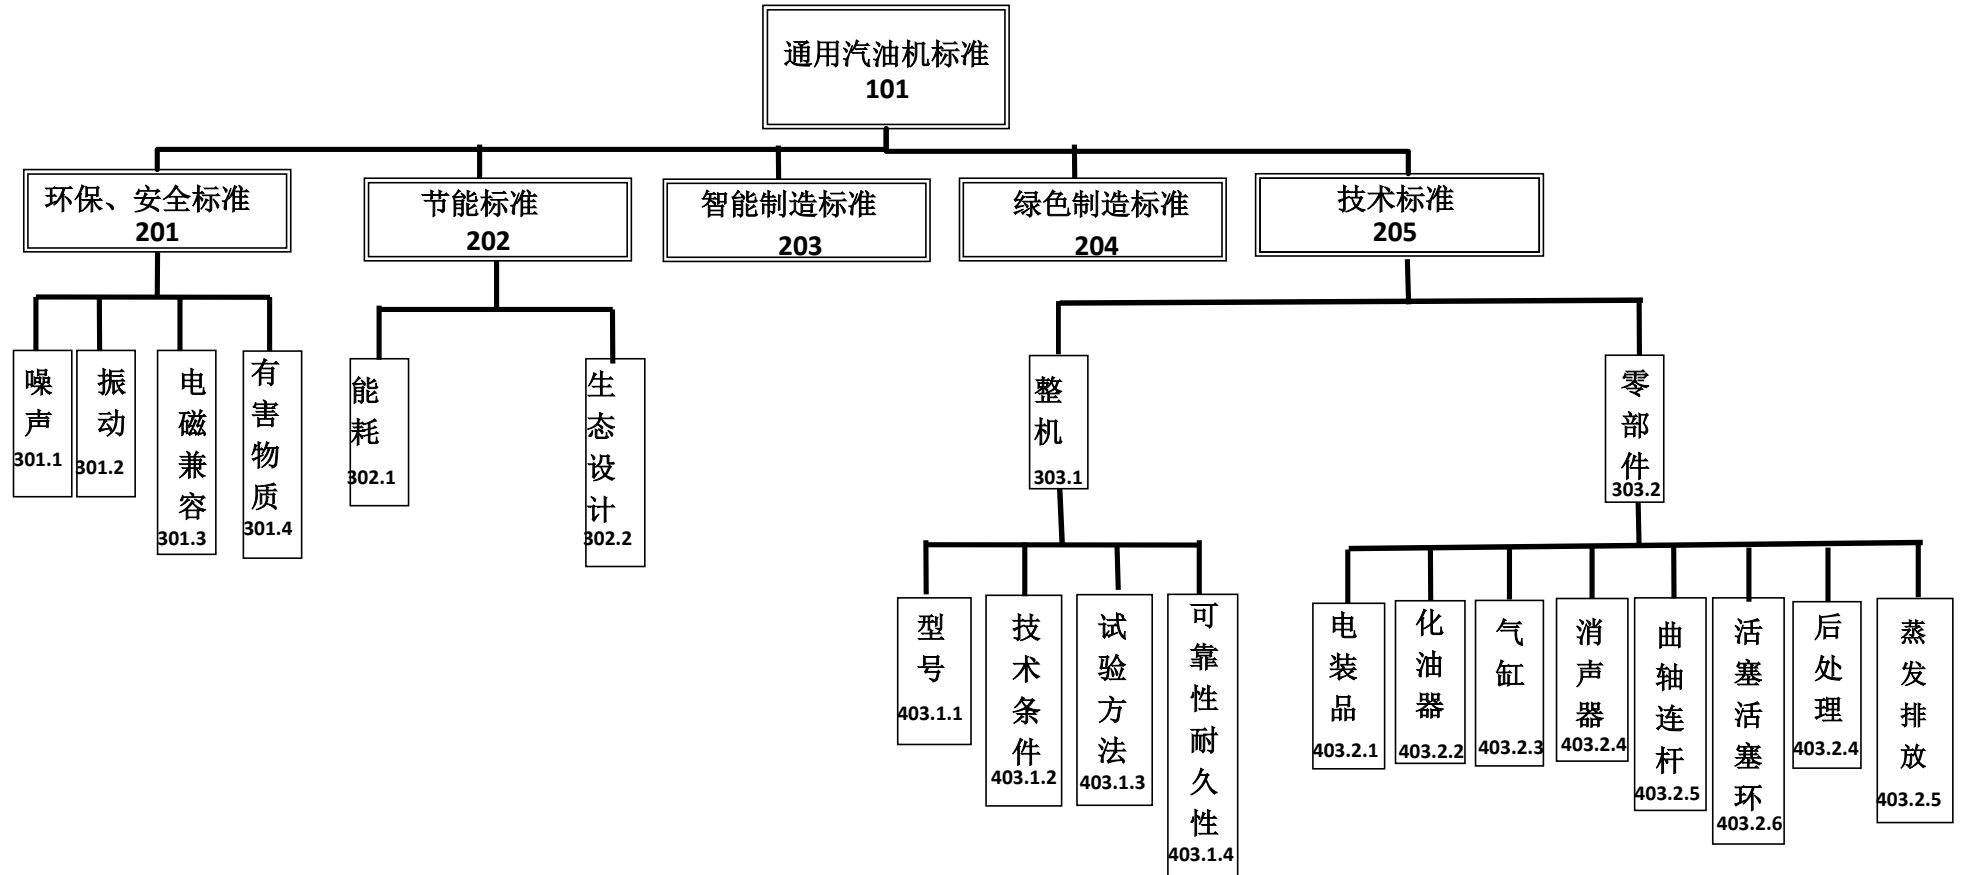 通用汽油机标准
101
环保、安全标准
201
节能标准
202
智能制造标准
203
绿色制造标准
204
技术标准
205
噪声
301.1
振动
301.2
电磁兼容
301.3
有害物质
301.4
能耗
302.1
生态设计
302.2
整机
303.1
零部件
303.2
型号
403.1.1
技术条件
403.1.2
试验方法
403.1.3
可靠性耐久性
403.1.4
电装品
403.2.1
化油器
403.2.2
气缸
403.2.3
消声器
403.2.4
曲轴连杆
403.2.5
活塞活塞环
403.2.6
后处理
403.2.4
蒸发排放
403.2.5